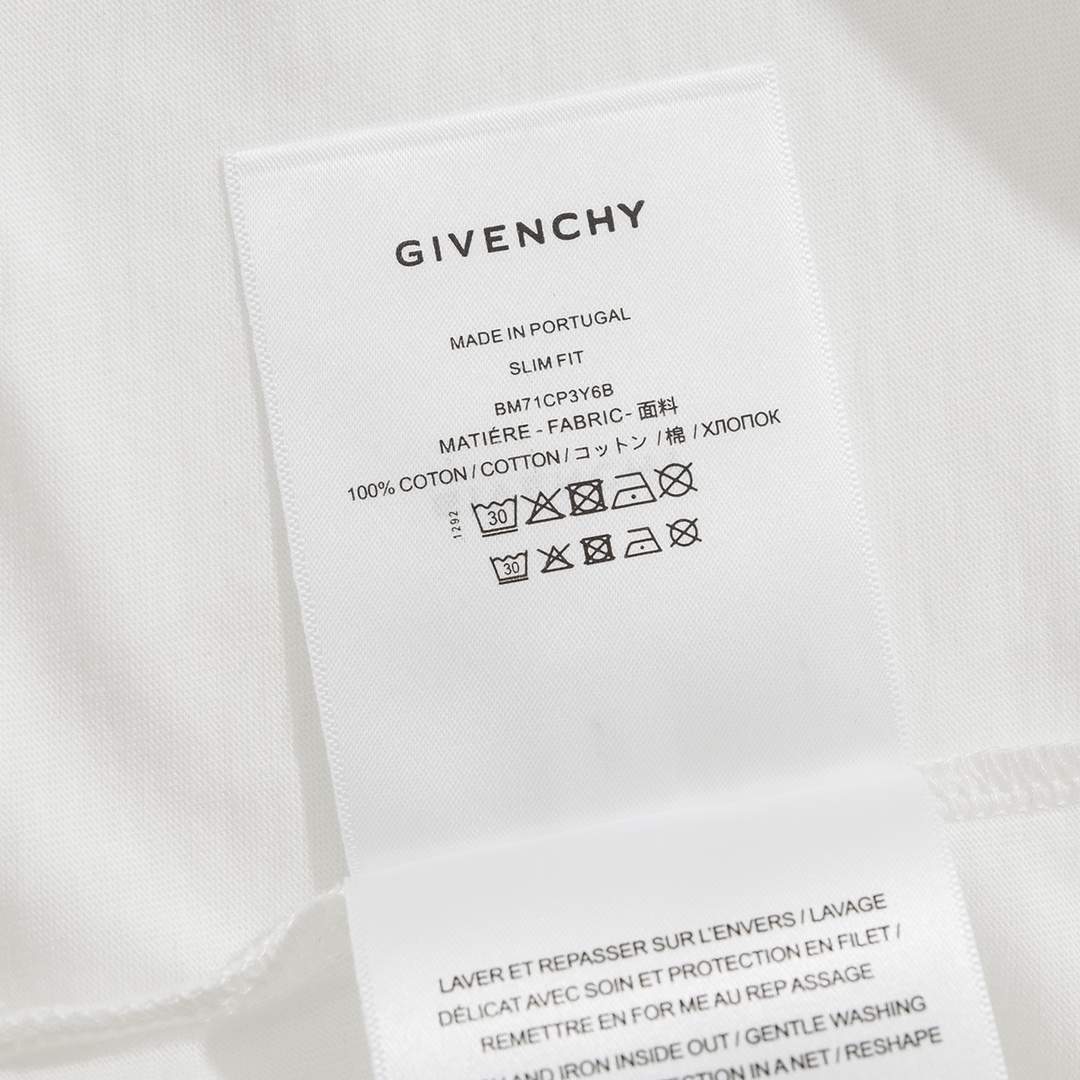 GIVENCHY
MADE IN PORTUGAL
SLIM FIT
BM71CP3Y6B
MATIÉRE - FABRIC- 面料
100% COTON / COTTON / コットン / 棉 / ХЛОПОК
1292
30
30
LAVER ET REPASSER SUR L'ENVERS / LAVAGE
DÉLICAT AVEC SOIN ET PROTECTION EN FILET /
REMETTRE EN FOR ME AU REP ASSAGE
AND IRON INSIDE OUT / GENTLE WASHING
IN A NET / RESHAPE